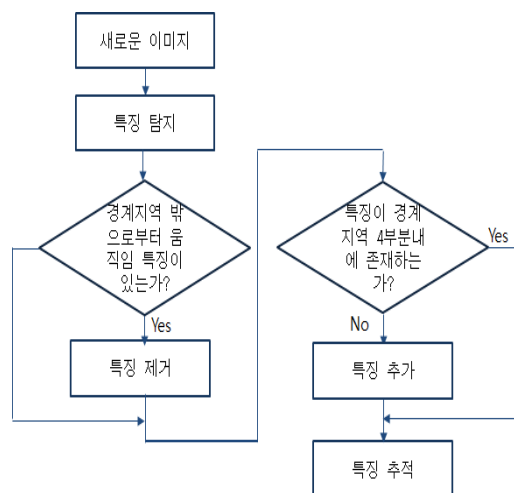 새로운 이미지
특징 탐지
경계지역 밖
으로부터 움
직임 특징이
있는가?
Yes
특징 제거
특징이 경계
지역 4부분내
에 존재하는
가?
Yes
No
특징 추가
특징 추적